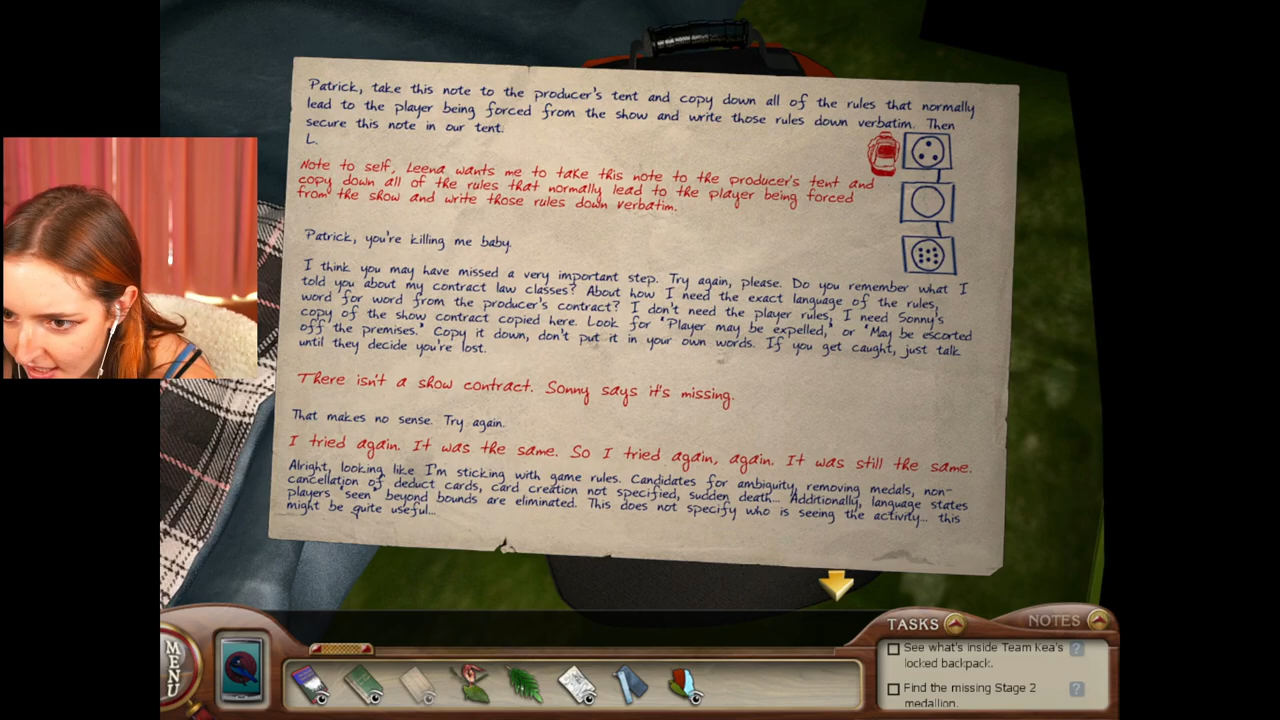 Patrick, take this note to the producer's tent and copy down all of the rules that normally
lead to the player being forced from the show and write those rules down verbatim. Then
secure this note in our tent.
L.
Note to self, Leena wants me to take this note to the producer's tent and
copy down all of the rules that normally lead to the player being forced
from the show and write those rules down verbatim.
Patrick, you're killing me baby.
I think you may have missed a very important step. Try again, please. Do you remember what I
told you about my contract law classes? About how I need the exact language of the rules,
word for word from the producer's contract? I don't need the player rules, I need Sonny's
copy of the show contract copied here. Look for "Player may be expelled," or "May be escorted
off the premises." Copy it down, don't put it in your own words. If you get caught, just talk
until they decide you're lost.
There isn't a show contract. Sonny says it's missing.
That makes no sense. Try again.
I tried again. It was the same. So I tried again, again. It was still the same.
Alright, looking like I'm sticking with game rules. Candidates for ambiguity, removing medals, non-
cancellation of deduct cards, card creation not specified, sudden death... Additionally, language states
players "seen" beyond bounds are eliminated. This does not specify who is seeing the activity... this
might be quite useful...
MENU
TASKS
NOTES
See what's inside Team Kea's
locked backpack.
Find the missing Stage 2
medallion.